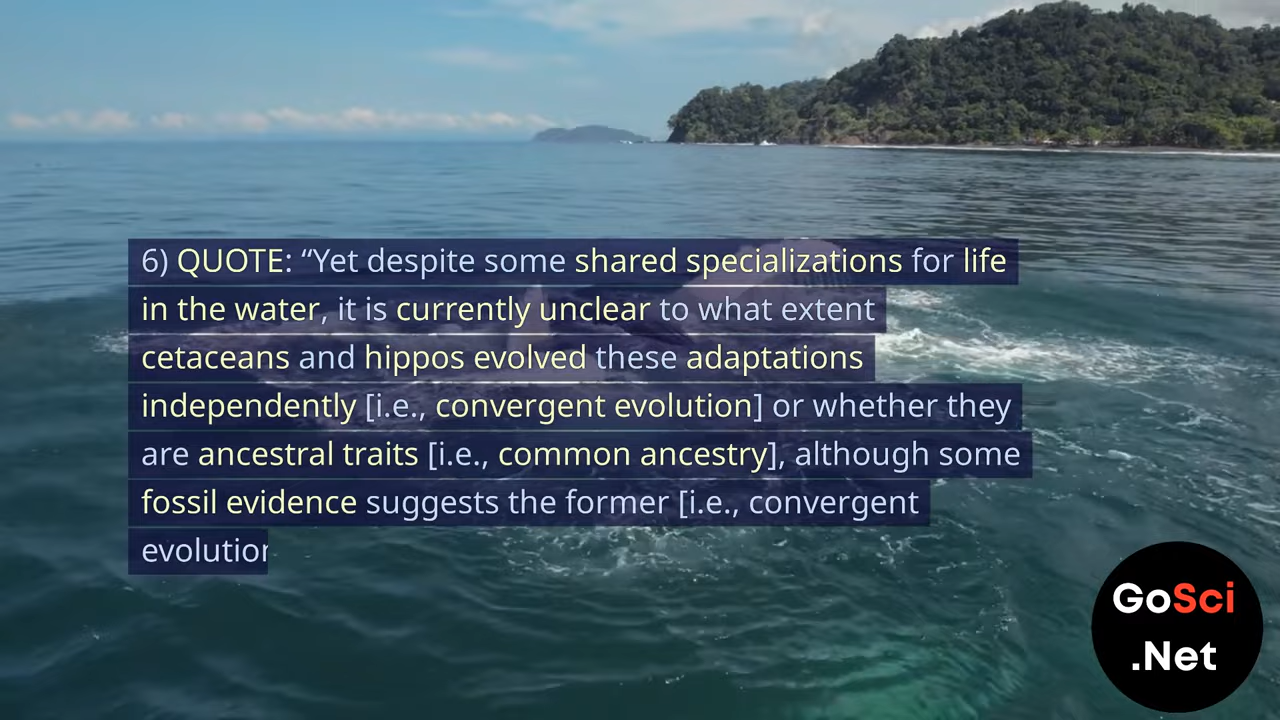 6) QUOTE: “Yet despite some shared specializations for life
in the water, it is currently unclear to what extent
cetaceans and hippos evolved these adaptations
independently [i.e., convergent evolution] or whether they
are ancestral traits [i.e., common ancestry], although some
fossil evidence suggests the former [i.e., convergent
evolution
GoSci
.Net